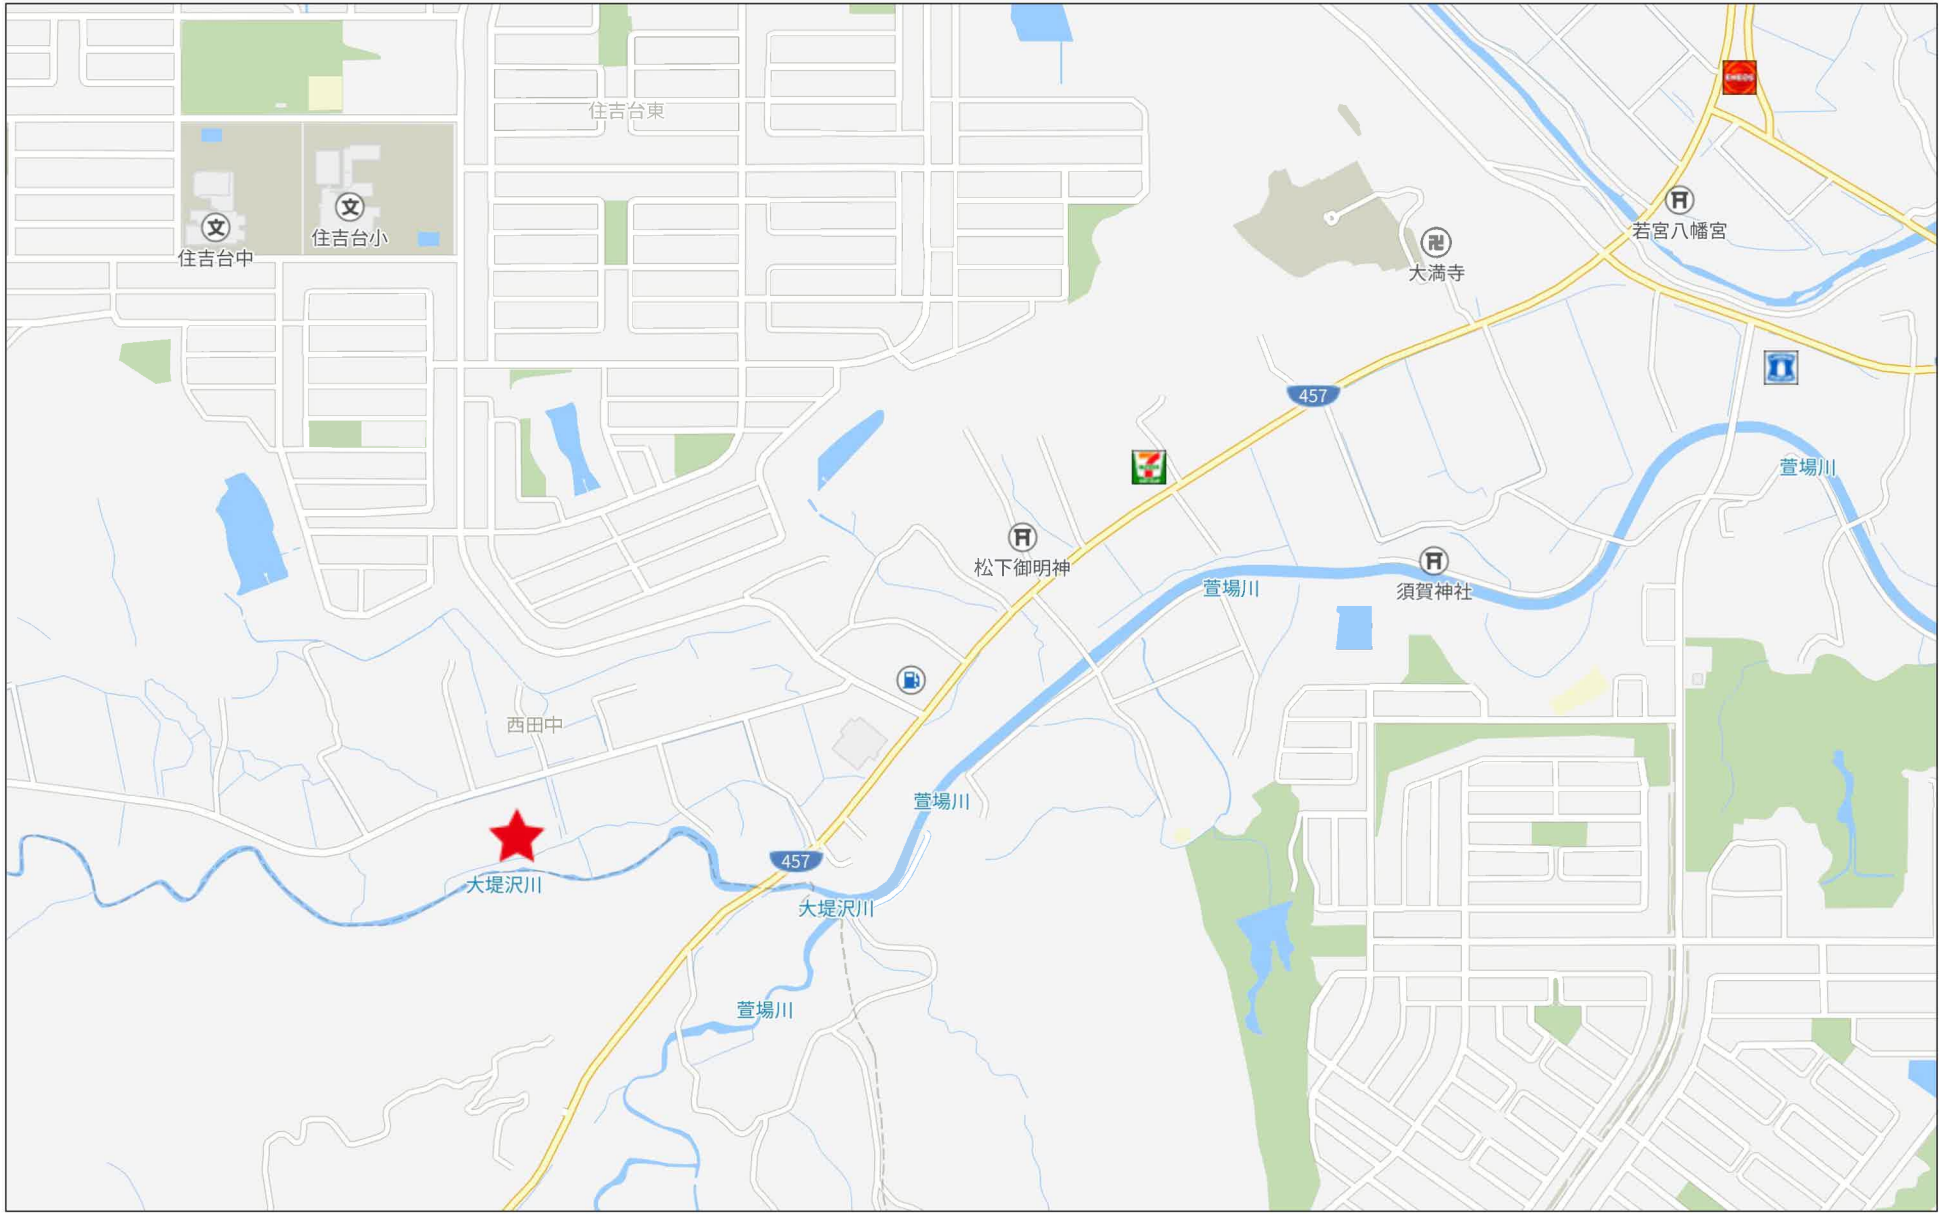 ENEOS
住吉台東
若宮八幡宮
住吉台小
住吉台中
大満寺
457
萱場川
7
松下御明神
萱場川
須賀神社
西田中
萱場川
457
大堤沢川
大堤沢川
萱場川